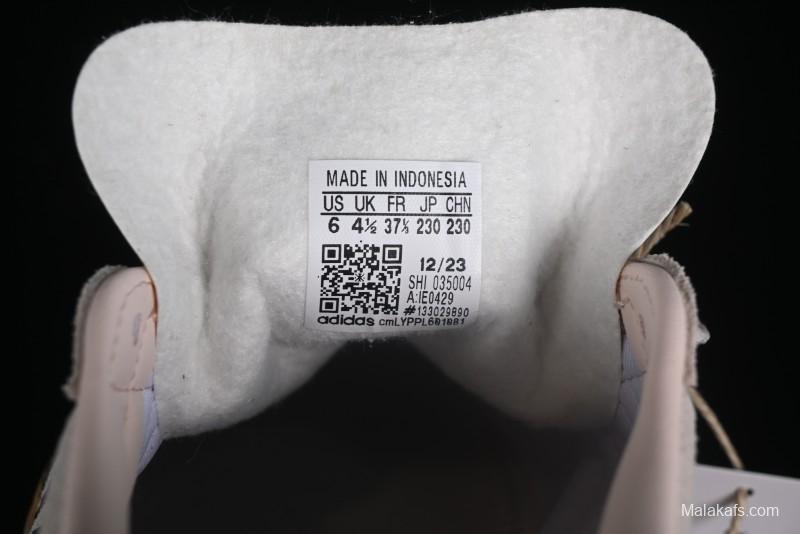 MADE IN INDONESIA
US UK FR JP CHN
6 4½ 37⅓ 230 230
12/23
SHI 035004
A:IE0429
#133029890
adidas cmLYPPL601081
Malakafs.com